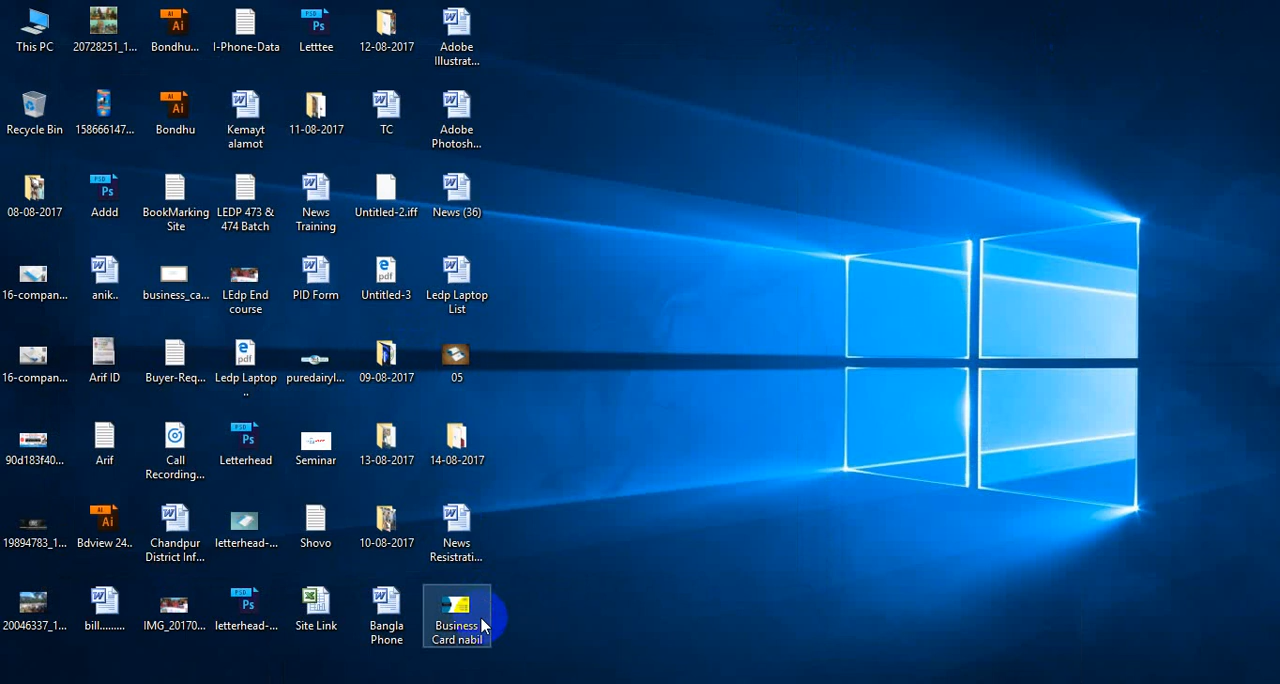 This PC
20728251_1...
Bondhu...
I-Phone-Data
Letttee
12-08-2017
Adobe
Illustrat...
Recycle Bin
158666147...
Bondhu
Kemayt
alamot
11-08-2017
TC
Adobe
Photosh...
08-08-2017
Addd
BookMarking
Site
LEDP 473 &
474 Batch
News
Training
Untitled-2.iff
News (36)
16-compan...
anik..
business_ca...
LEdp End
course
PID Form
Untitled-3
Ledp Laptop
List
16-compan...
Arif ID
Buyer-Req...
Ledp Laptop
..
puredairyl...
09-08-2017
05
90d183f40...
Arif
Call
Recording...
Letterhead
Seminar
13-08-2017
14-08-2017
19894783_1...
Bdview 24..
Chandpur
District Inf...
letterhead-...
Shovo
10-08-2017
News
Resistrati...
20046337_1...
bill.........
IMG_20170...
letterhead-...
Site Link
Bangla
Phone
Business
Card nabil